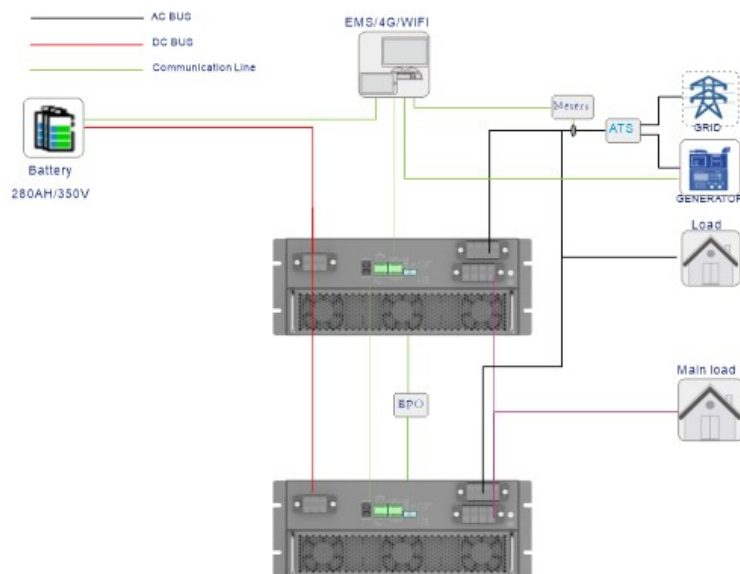 AC BUS
DC BUS
Communication Line
EMS/4G/WIFI
Meters
ATS
GRID
GENERATOR
Battery
280AH/350V
Load
Main load
EPO